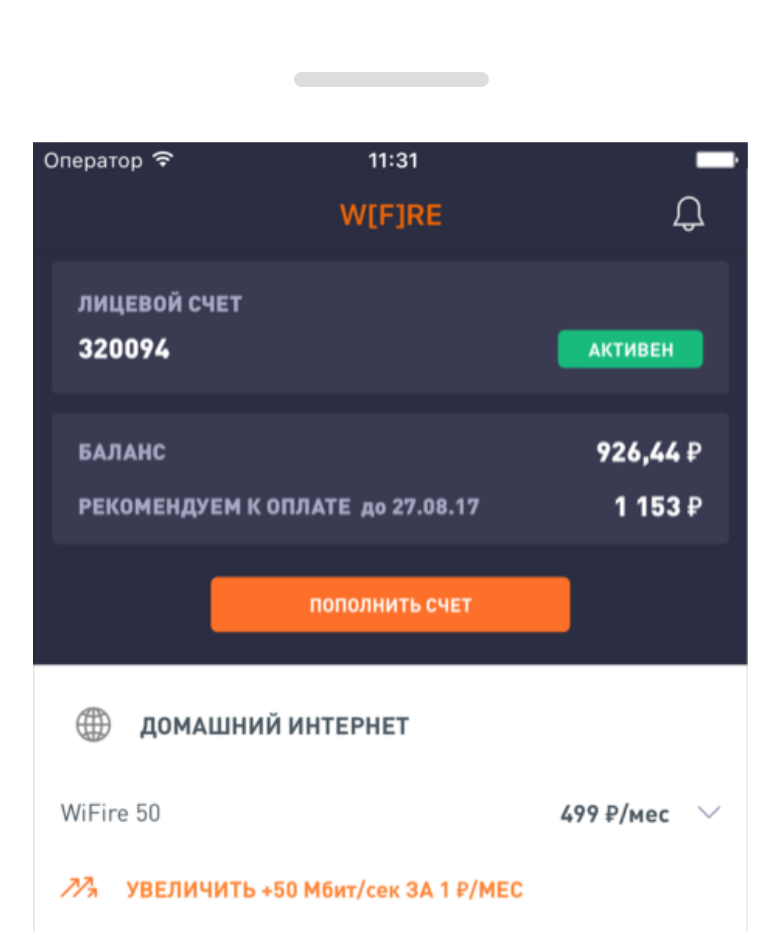 Оператор 11:31
W[F]RE
ЛИЦЕВОЙ СЧЕТ
320094 АКТИВЕН
БАЛАНС 926,44 ₽
РЕКОМЕНДУЕМ К ОПЛАТЕ до 27.08.17 1 153 ₽
ПОПОЛНИТЬ СЧЕТ
ДОМАШНИЙ ИНТЕРНЕТ
WiFire 50 499 ₽/мес
УВЕЛИЧИТЬ +50 Мбит/сек ЗА 1 ₽/МЕС